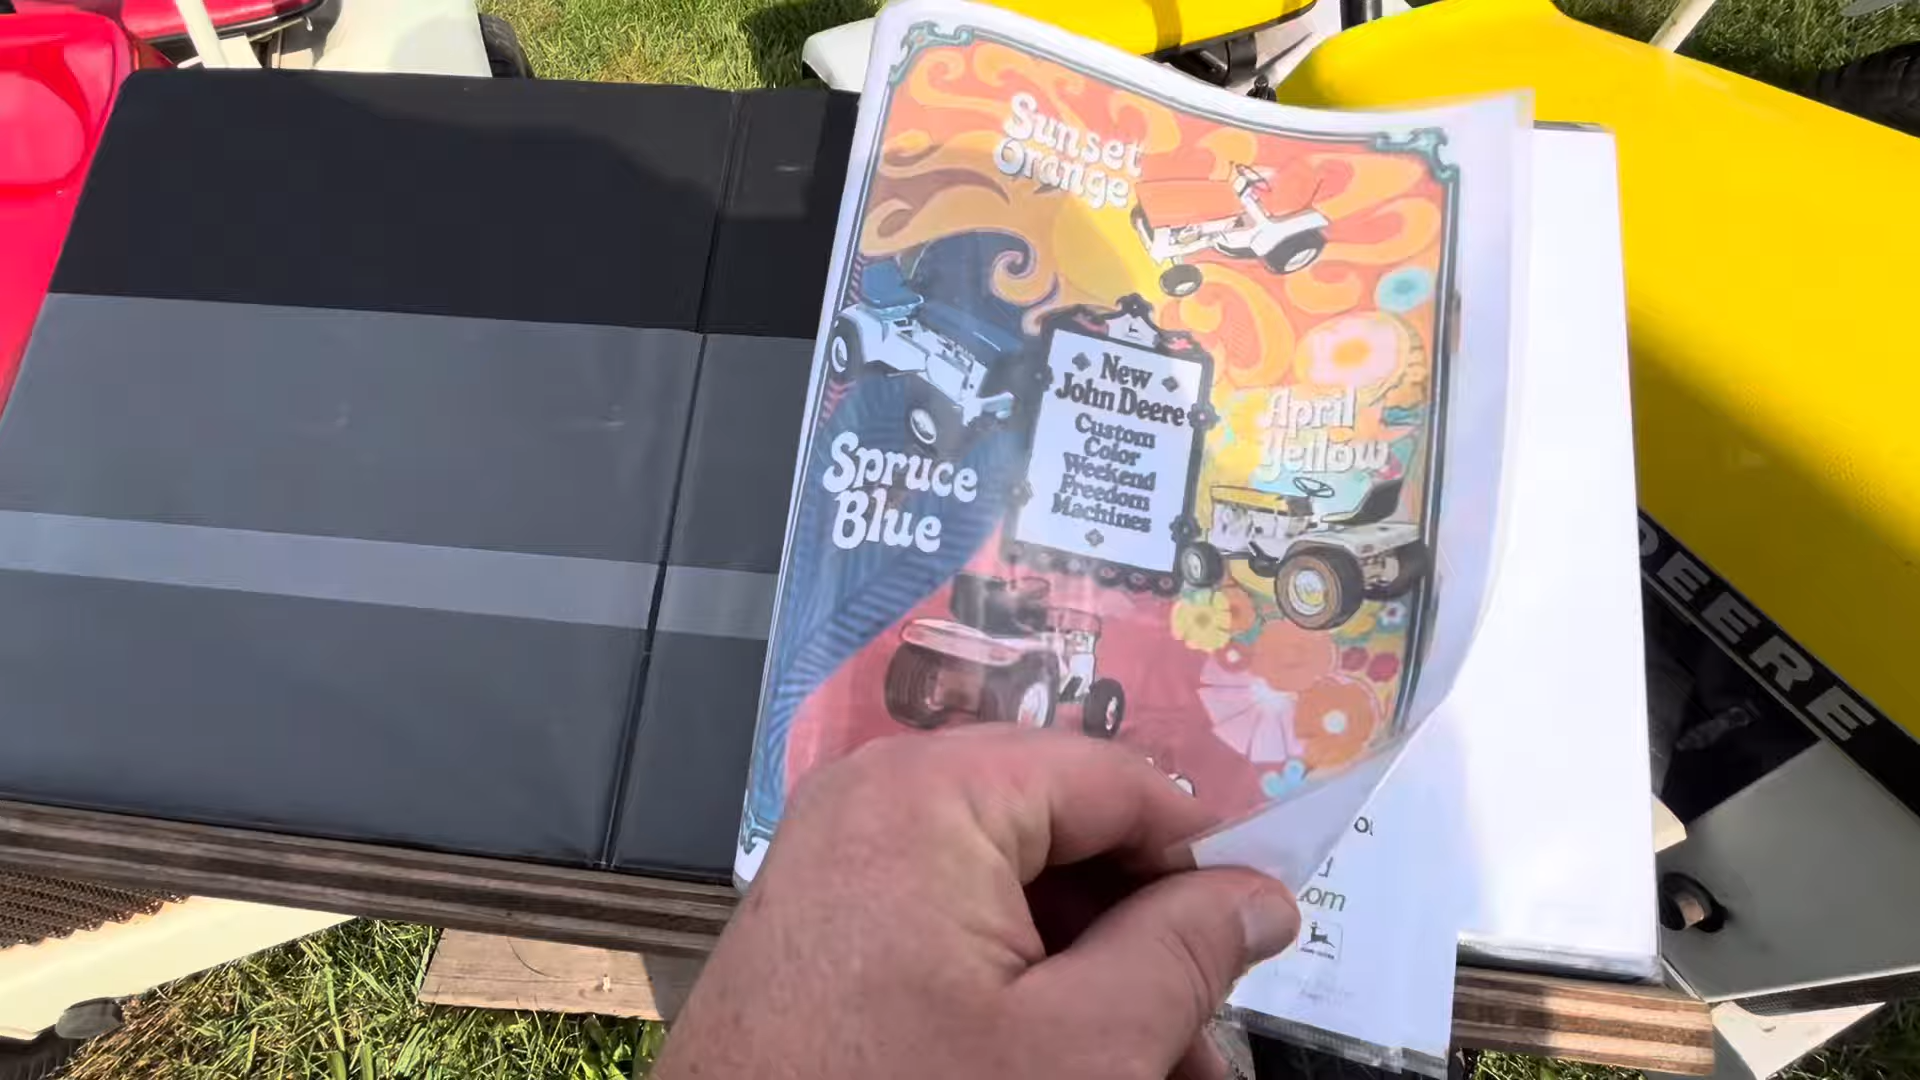 Sunset
Orange
New
John Deere
Custom
Color
Weekend
Freedom
Machines
April
Yellow
Spruce
Blue
DEERE